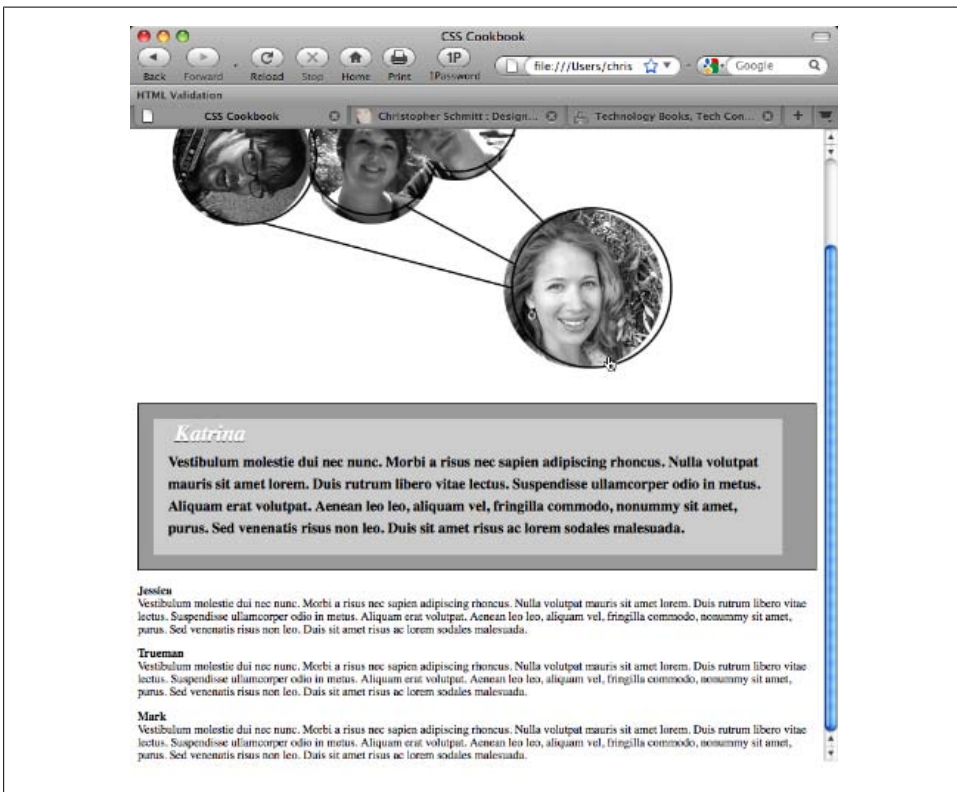 CSS Cookbook
1P
file:///Users/chris
Google
Back Forward Reload Stop Home Print 1Password
HTML Validation
CSS Cookbook Christopher Schmitt : Design... Technology Books, Tech Con... +
Katrina
Vestibulum molestie dui nec nunc. Morbi a risus nec sapien adipiscing rhoncus. Nulla volutpat
mauris sit amet lorem. Duis rutrum libero vitae lectus. Suspendisse ullamcorper odio in metus.
Aliquam erat volutpat. Aenean leo leo, aliquam vel, fringilla commodo, nonummy sit amet,
purus. Sed venenatis risus non leo. Duis sit amet risus ac lorem sodales malesuada.
Jessica
Vestibulum molestie dui nec nunc. Morbi a risus nec sapien adipiscing rhoncus. Nulla volutpat mauris sit amet lorem. Duis rutrum libero vitae
lectus. Suspendisse ullamcorper odio in metus. Aliquam erat volutpat. Aenean leo leo, aliquam vel, fringilla commodo, nonummy sit amet,
purus. Sed venenatis risus non leo. Duis sit amet risus ac lorem sodales malesuada.
Trueman
Vestibulum molestie dui nec nunc. Morbi a risus nec sapien adipiscing rhoncus. Nulla volutpat mauris sit amet lorem. Duis rutrum libero vitae
lectus. Suspendisse ullamcorper odio in metus. Aliquam erat volutpat. Aenean leo leo, aliquam vel, fringilla commodo, nonummy sit amet,
purus. Sed venenatis risus non leo. Duis sit amet risus ac lorem sodales malesuada.
Mark
Vestibulum molestie dui nec nunc. Morbi a risus nec sapien adipiscing rhoncus. Nulla volutpat mauris sit amet lorem. Duis rutrum libero vitae
lectus. Suspendisse ullamcorper odio in metus. Aliquam erat volutpat. Aenean leo leo, aliquam vel, fringilla commodo, nonummy sit amet,
purus. Sed venenatis risus non leo. Duis sit amet risus ac lorem sodales malesuada.